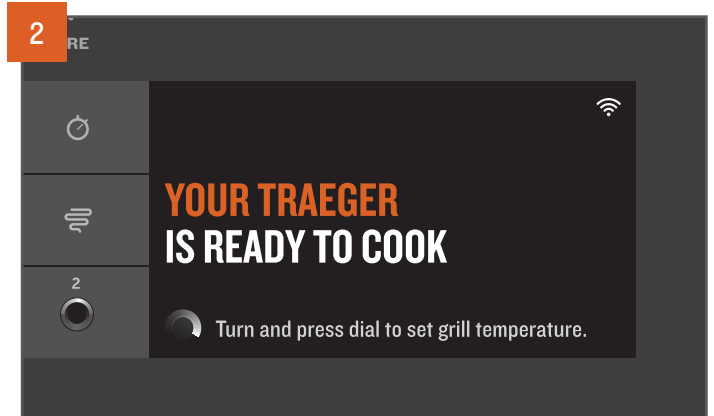 2
RE
YOUR TRAEGER
IS READY TO COOK
2
Turn and press dial to set grill temperature.